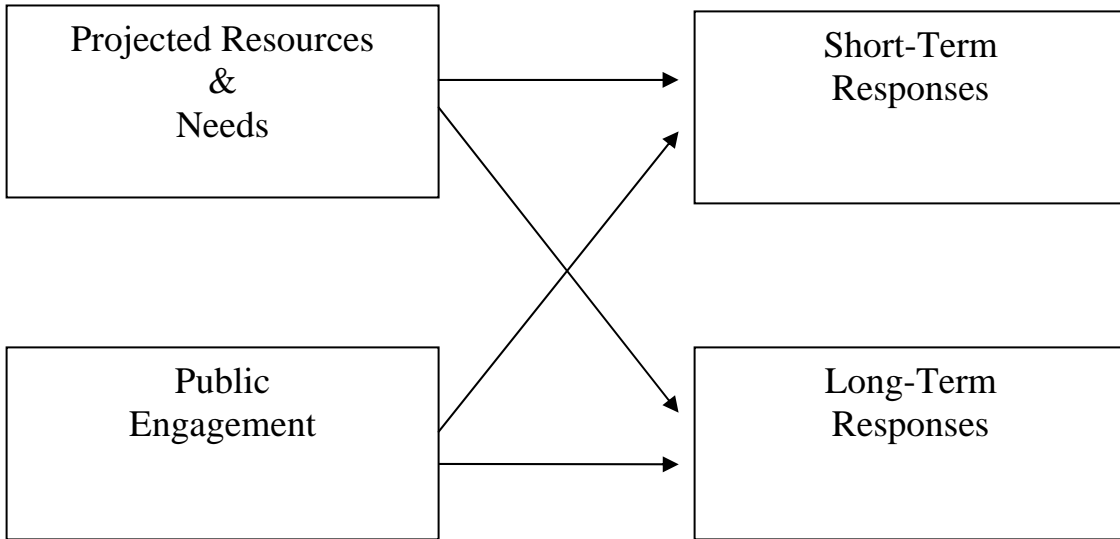 Projected Resources
&
Needs
Short-Term
Responses
Public
Engagement
Long-Term
Responses